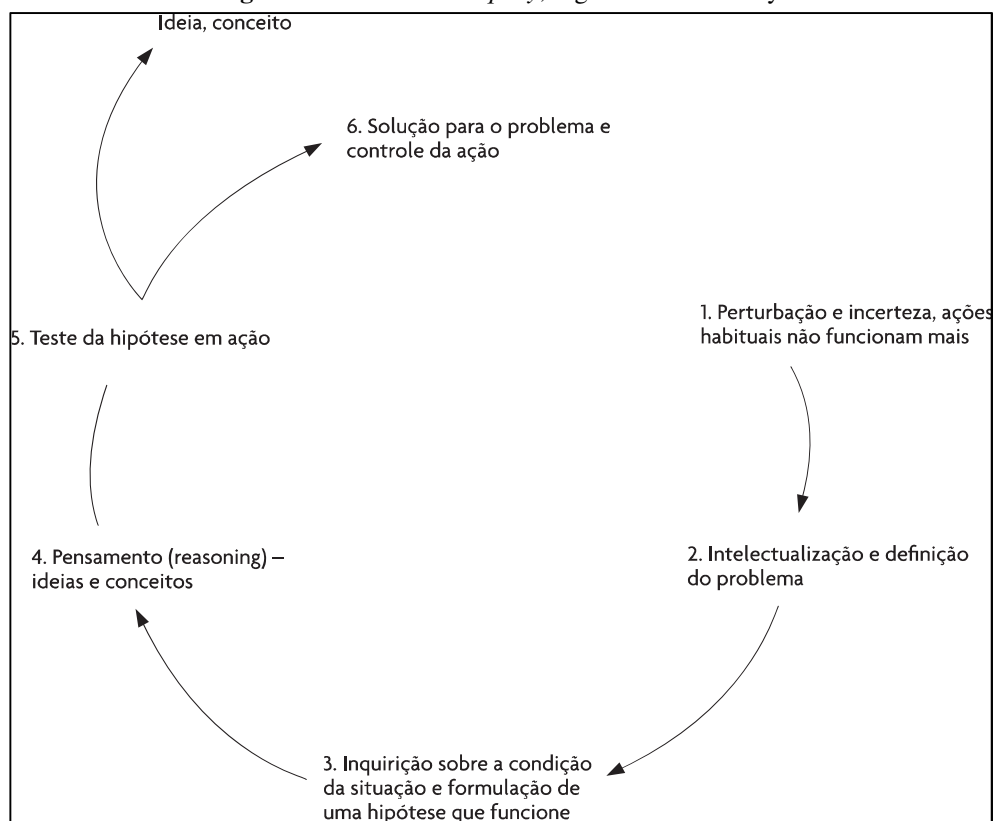 Ideia, conceito
6. Solução para o problema e
controle da ação
1. Perturbação e incerteza, ações
habituais não funcionam mais
5. Teste da hipótese em ação
2. Intelectualização e definição
do problema
4. Pensamento (reasoning) –
ideias e conceitos
3. Inquirição sobre a condição
da situação e formulação de
uma hipótese que funcione